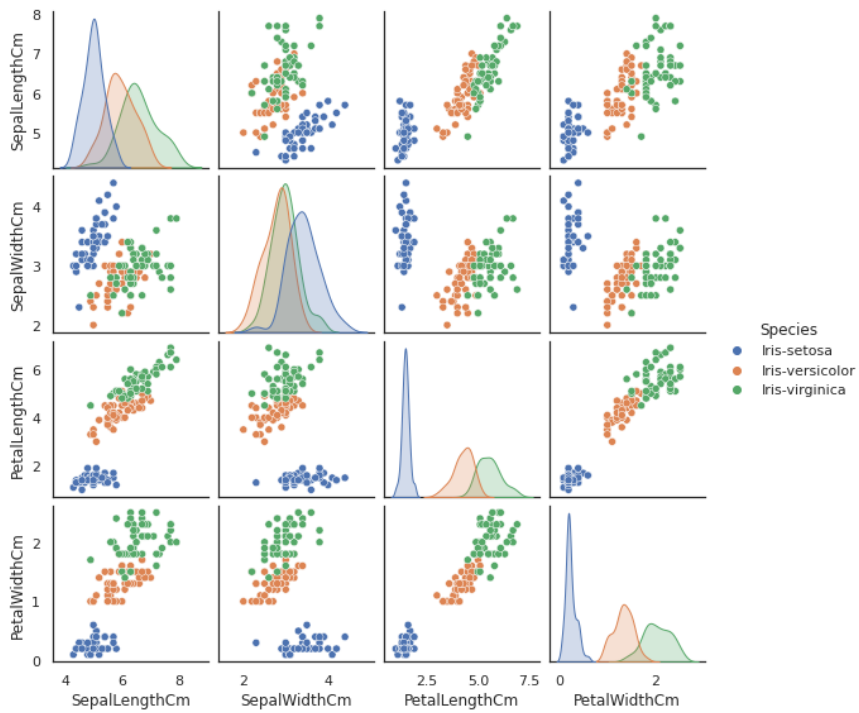 8
7
6
5
SepalLengthCm
4
3
2
SepalWidthCm
6
4
2
PetalLengthCm
2
1
0
PetalWidthCm
4 6 8
SepalLengthCm
2 4
SepalWidthCm
2.5 5.0 7.5
PetalLengthCm
0 2
PetalWidthCm
Species
Iris-setosa
Iris-versicolor
Iris-virginica